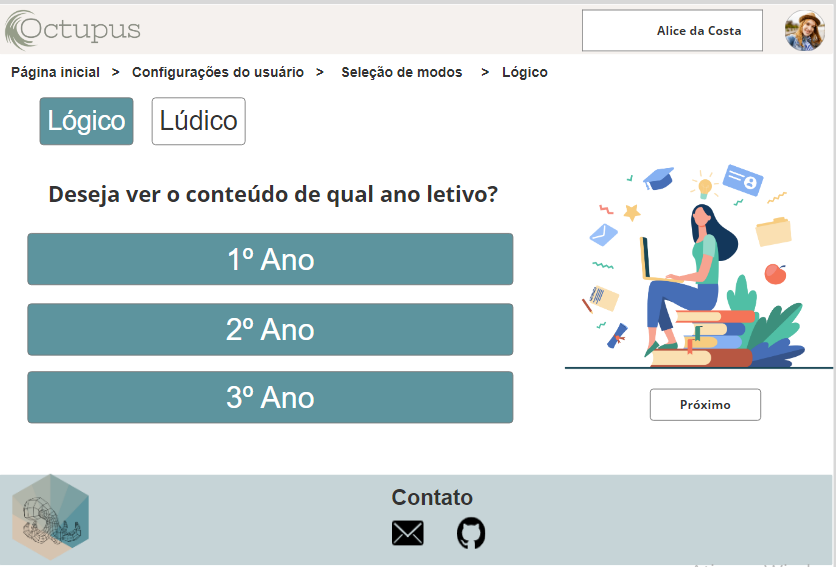 Octupus
Alice da Costa
Página inicial > Configurações do usuário > Seleção de modos > Lógico
Lógico Lúdico
Deseja ver o conteúdo de qual ano letivo?
1º Ano
2º Ano
3º Ano
Próximo
Contato